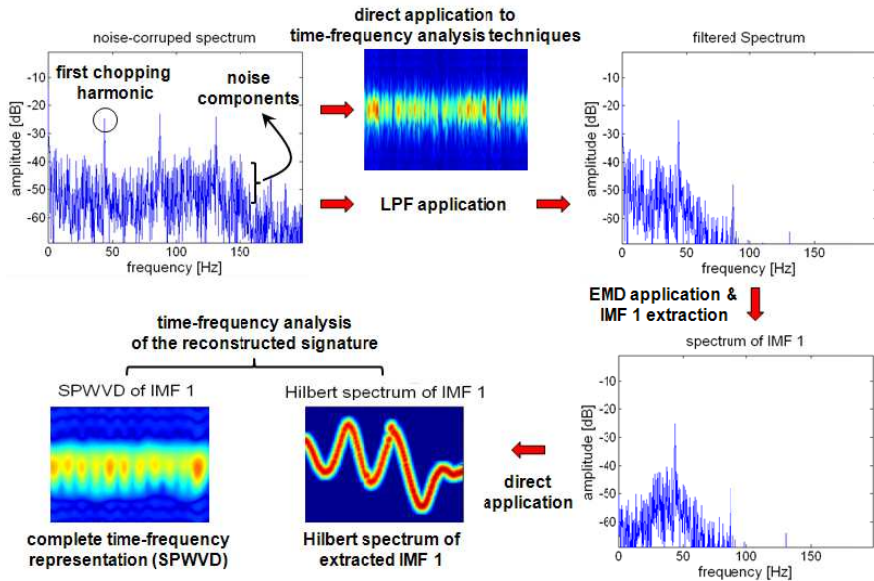 direct application to
time-frequency analysis techniques
noise-corruped spectrum
first chopping
harmonic
noise
components
amplitude [dB]
-10
-20
-30
-40
-50
-60
0
50
100
150
frequency [Hz]
LPF application
filtered Spectrum
amplitude [dB]
-10
-20
-30
-40
-50
-60
0
50
100
150
frequency [Hz]
EMD application &
IMF 1 extraction
spectrum of IMF 1
amplitude [dB]
-10
-20
-30
-40
-50
-60
0
50
100
150
frequency [Hz]
direct
application
time-frequency analysis
of the reconstructed signature
SPWVD of IMF 1
Hilbert spectrum of IMF 1
complete time-frequency
representation (SPWVD)
Hilbert spectrum of
extracted IMF 1